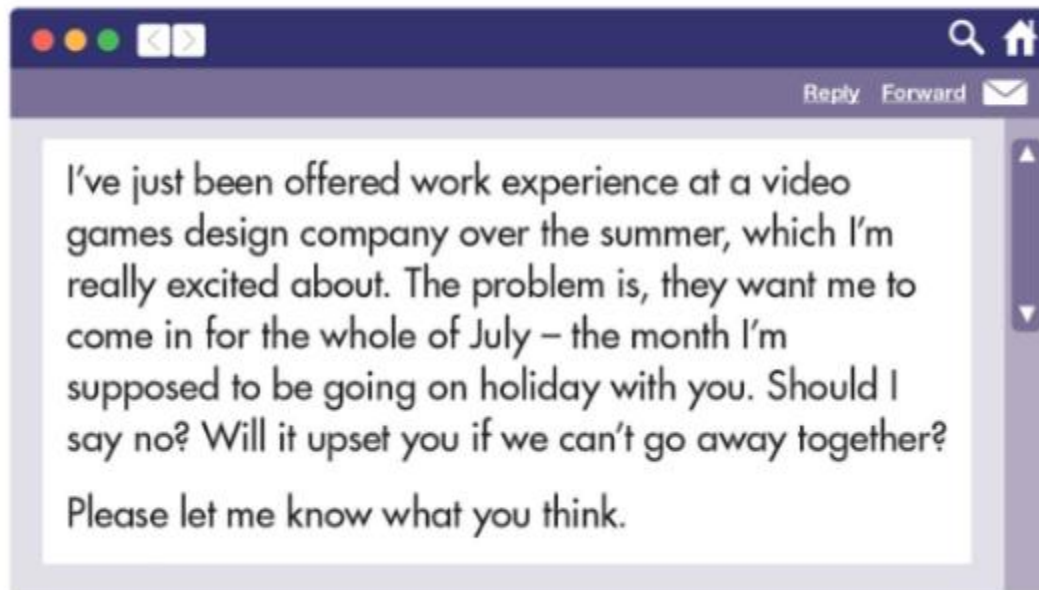 Reply Forward
I've just been offered work experience at a video
games design company over the summer, which I'm
really excited about. The problem is, they want me to
come in for the whole of July – the month I'm
supposed to be going on holiday with you. Should I
say no? Will it upset you if we can't go away together?
Please let me know what you think.